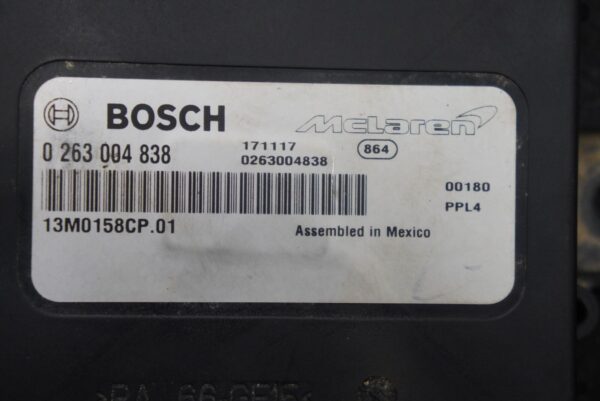 BOSCH McLaren
0 263 004 838
171117
0263004838
864
00180
PPL4
13M0158CP.01
Assembled in Mexico